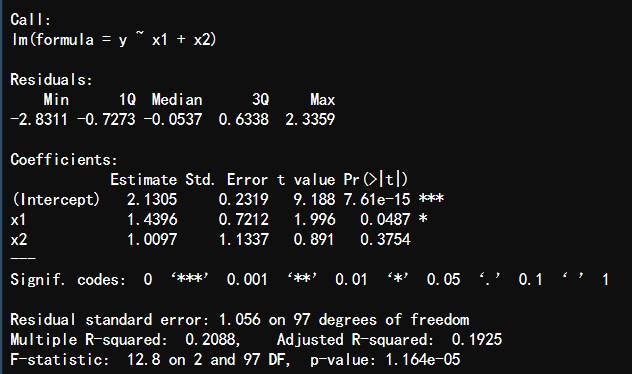 Call:
lm(formula = y ~ x1 + x2)
Residuals:
Min 1Q Median 3Q Max
-2.8311 -0.7273 -0.0537 0.6338 2.3359
Coefficients:
Estimate Std. Error t value Pr(>|t|)
(Intercept) 2.1305 0.2319 9.188 7.61e-15 ***
x1 1.4396 0.7212 1.996 0.0487 *
x2 1.0097 1.1337 0.891 0.3754
---
Signif. codes: 0 ‘***’ 0.001 ‘**’ 0.01 ‘*’ 0.05 ‘.’ 0.1 ‘ ’ 1
Residual standard error: 1.056 on 97 degrees of freedom
Multiple R-squared: 0.2088, Adjusted R-squared: 0.1925
F-statistic: 12.8 on 2 and 97 DF, p-value: 1.164e-05